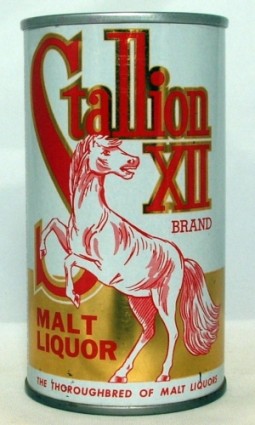 Stallion
XII
BRAND
MALT
LIQUOR
THE THOROUGHBRED OF MALT LIQUORS